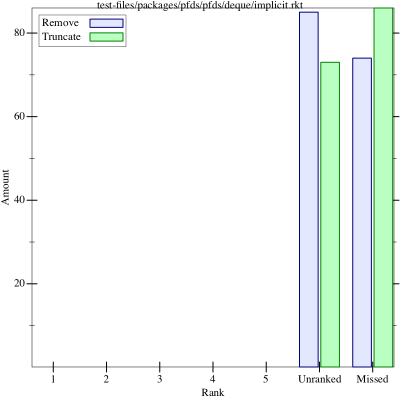 test-files/packages/pfds/pfds/deque/implicit.rkt
Remove
Truncate
80
60
40
20
Amount
1 2 3 4 5 Unranked Missed
Rank